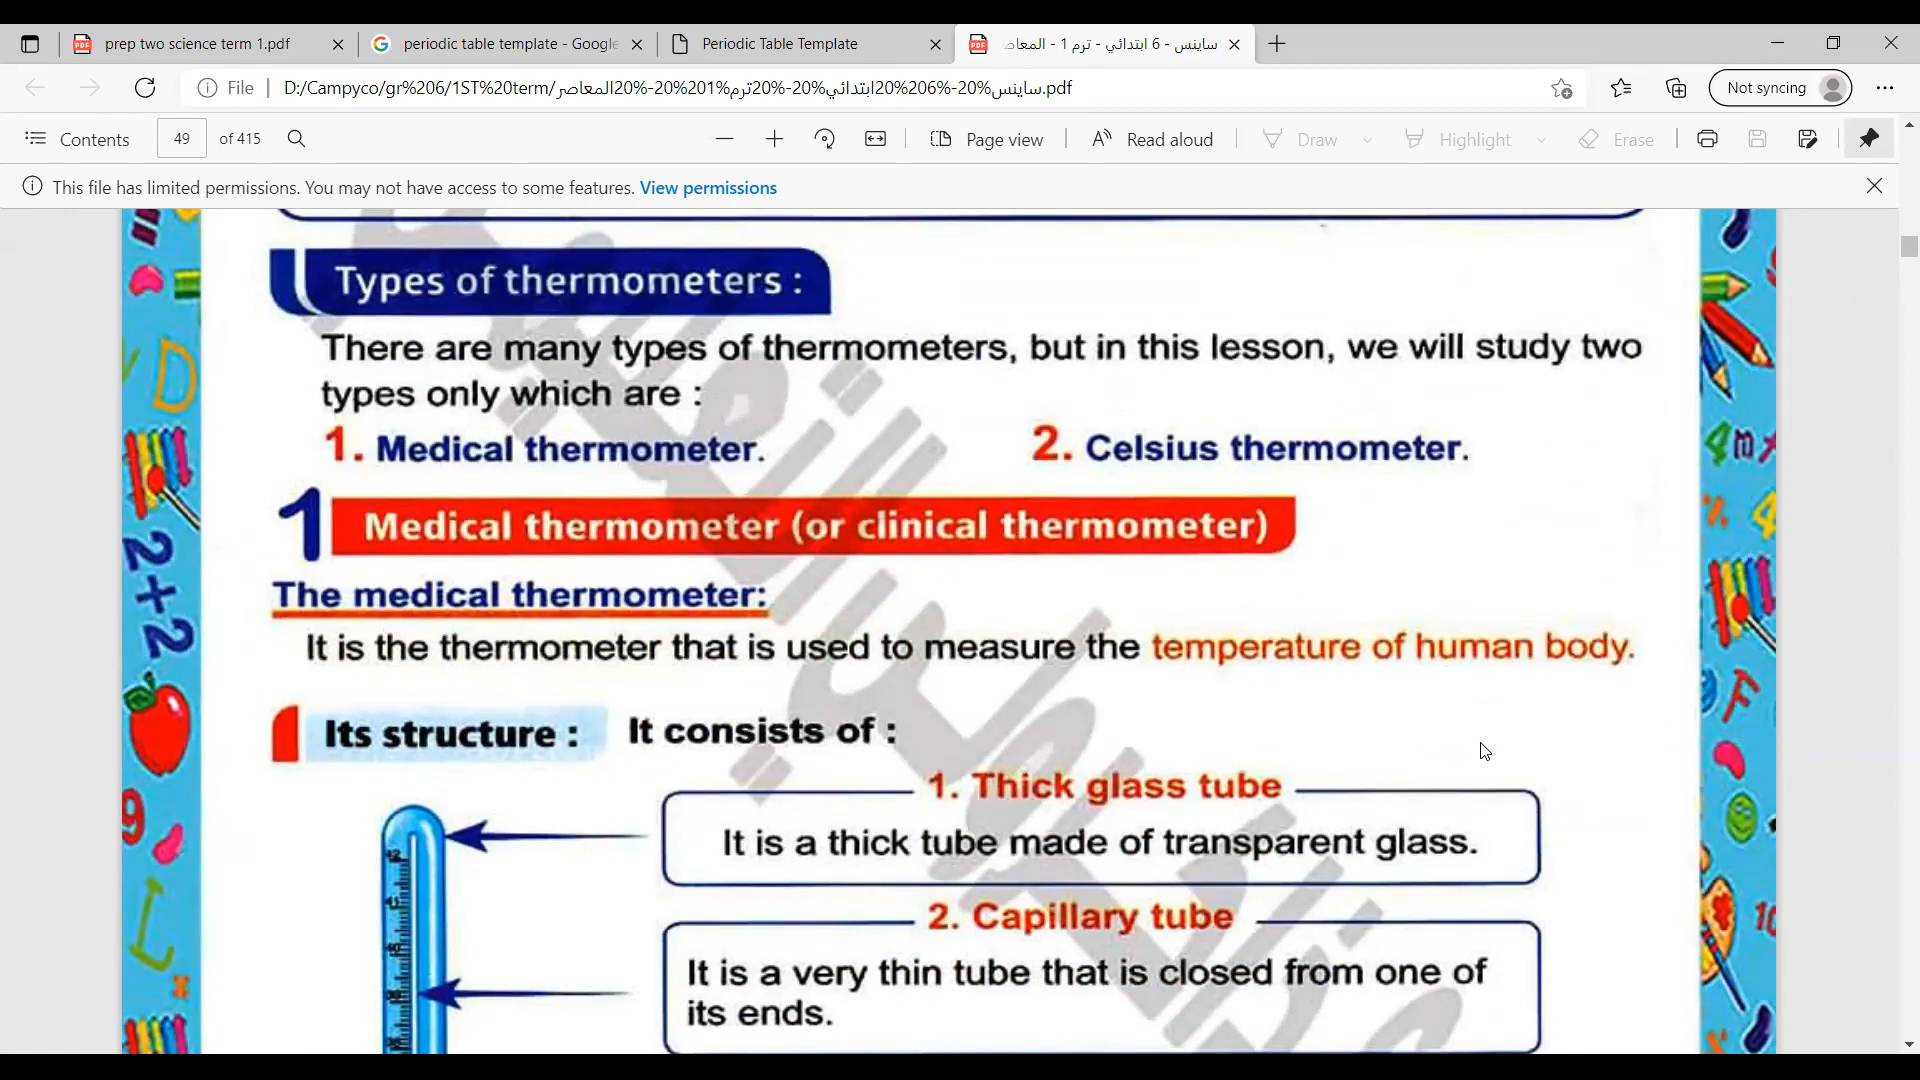 prep two science term 1.pdf
periodic table template - Google
Periodic Table Template
ساينس - 6 ابتدائي - ترم 1 - المعاص
File
D:/Campyco/gr%206/1ST%20term/ساينس%20-%206%20ابتدائي%20-%20ترم%201%20-%20المعاصر.pdf
Not syncing
Contents
49
of 415
Page view
Read aloud
Draw
Highlight
Erase
This file has limited permissions. You may not have access to some features. View permissions
Types of thermometers :
There are many types of thermometers, but in this lesson, we will study two
types only which are :
1. Medical thermometer.
2. Celsius thermometer.
1
Medical thermometer (or clinical thermometer)
The medical thermometer:
It is the thermometer that is used to measure the temperature of human body.
Its structure : It consists of :
1. Thick glass tube
It is a thick tube made of transparent glass.
2. Capillary tube
It is a very thin tube that is closed from one of
its ends.